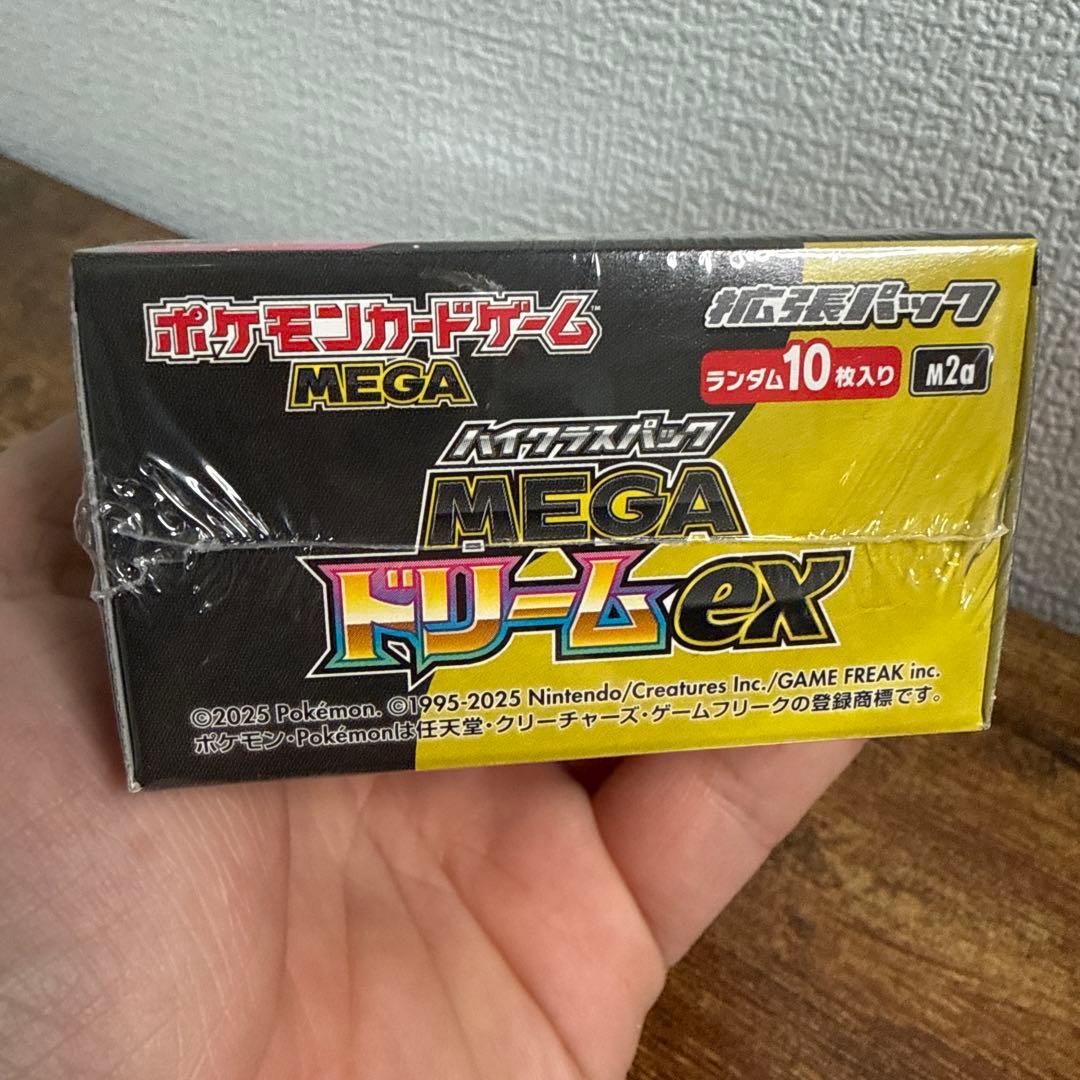 ポケモンカードゲーム™
MEGA
拡張パック
ランダム10枚入り
M2a
ハイクラスパック
MEGA
ドリームex
©2025 Pokémon. ©1995-2025 Nintendo/Creatures Inc./GAME FREAK inc.
ポケモン・Pokémonは任天堂・クリーチャーズ・ゲームフリークの登録商標です。